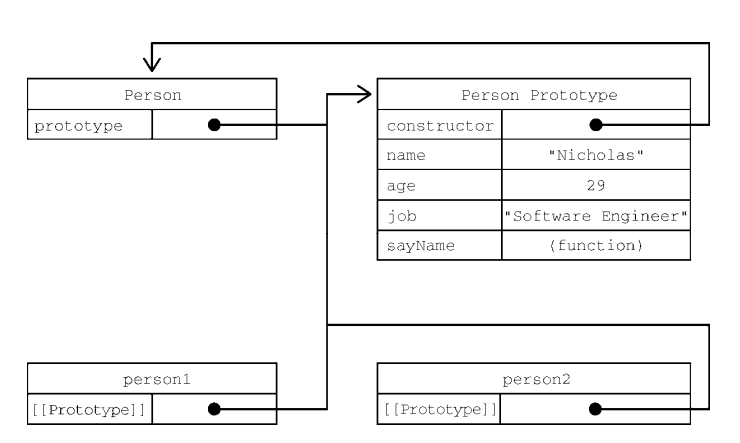 Person
prototype
Person Prototype
constructor
name "Nicholas"
age 29
job "Software Engineer"
sayName (function)
person1
[[Prototype]]
person2
[[Prototype]]